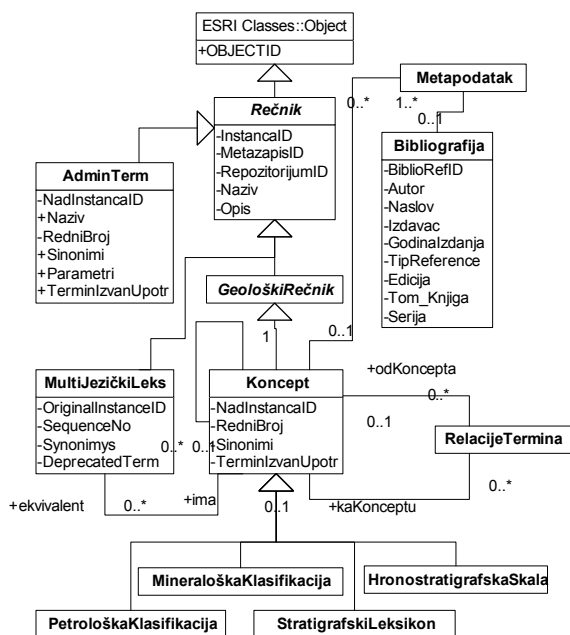 ESRI Classes::Object
+OBJECTID
Rečnik
-InstancaID
-MetazapisID
-RepozitorijumID
-Naziv
-Opis
0..*
1..*
Metapodatak
0..1
Bibliografija
-BiblioRefID
-Autor
-Naslov
-Izdavac
-GodinaIzdanja
-TipReference
-Edicija
-Tom_Knjiga
-Serija
AdminTerm
-NadInstancaID
+Naziv
-RedniBroj
+Sinonimi
+Parametri
+TerminIzvanUpotr
GeološkiRečnik
1
0..1
MultiJezičkiLeks
-OriginalInstanceID
-SequenceNo
-Synonimys
-DeprecatedTerm
0..*
0..1
Koncept
-NadInstancaID
-RedniBroj
-Sinonimi
-TerminIzvanUpotr
+odKoncepta
0..*
0..1
RelacijeTermina
0..*
+kaKonceptu
+ekvivalent
0..*
+ima
0..1
MineraloškaKlasifikacija
HronostratigrafskaSkala
PetrološkaKlasifikacija
StratigrafskiLeksikon